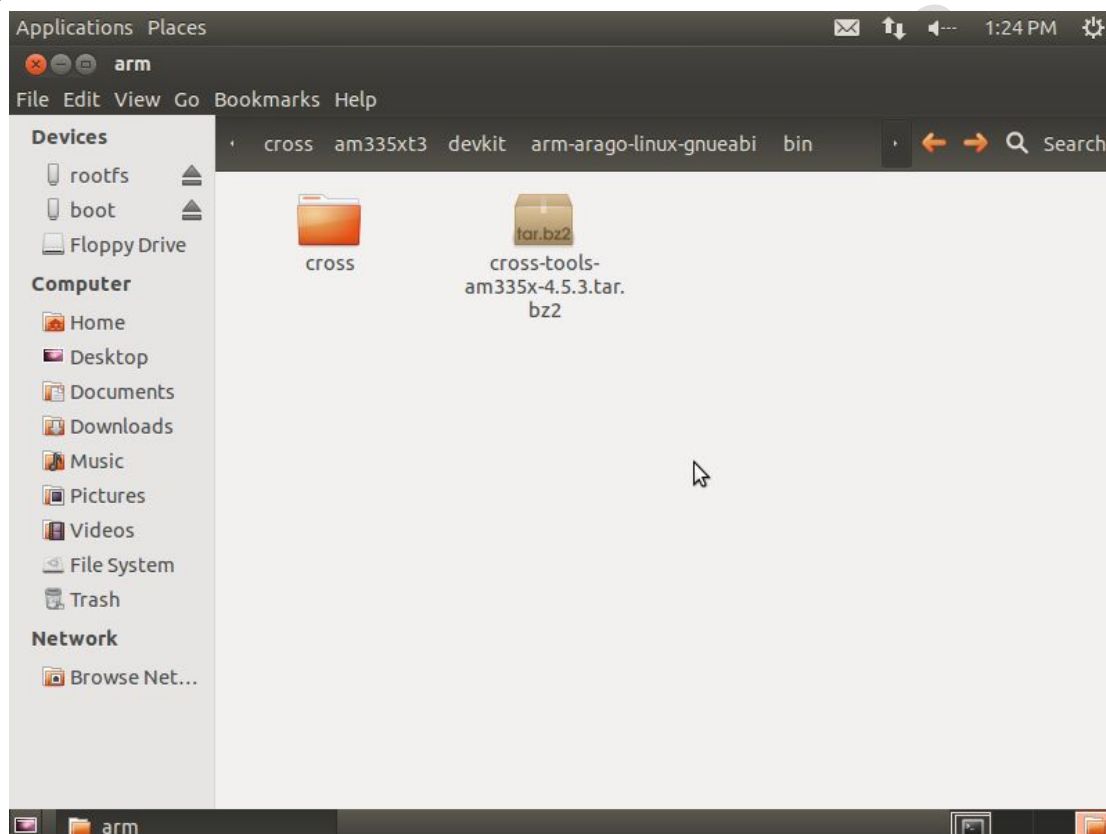 Applications Places 1:24 PM
arm
File Edit View Go Bookmarks Help
Devices
rootfs
boot
Floppy Drive
Computer
Home
Desktop
Documents
Downloads
Music
Pictures
Videos
File System
Trash
Network
Browse Net...
cross am335xt3 devkit arm-arago-linux-gnueabi bin Search
cross
tar.bz2
cross-tools-
am335x-4.5.3.tar.
bz2
arm